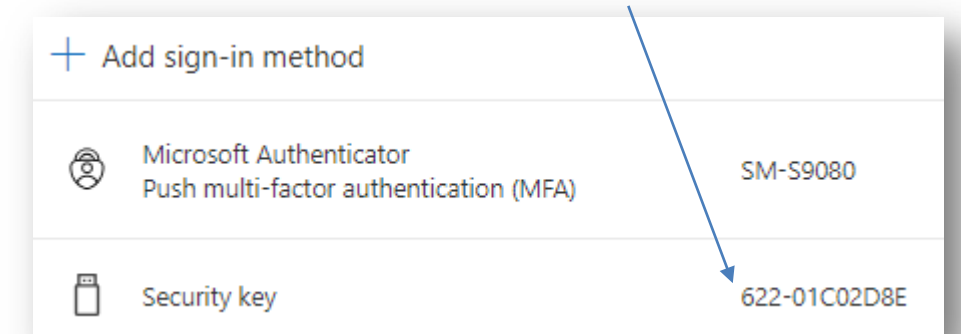 Add sign-in method
Microsoft Authenticator
Push multi-factor authentication (MFA)
SM-S9080
Security key
622-01C02D8E